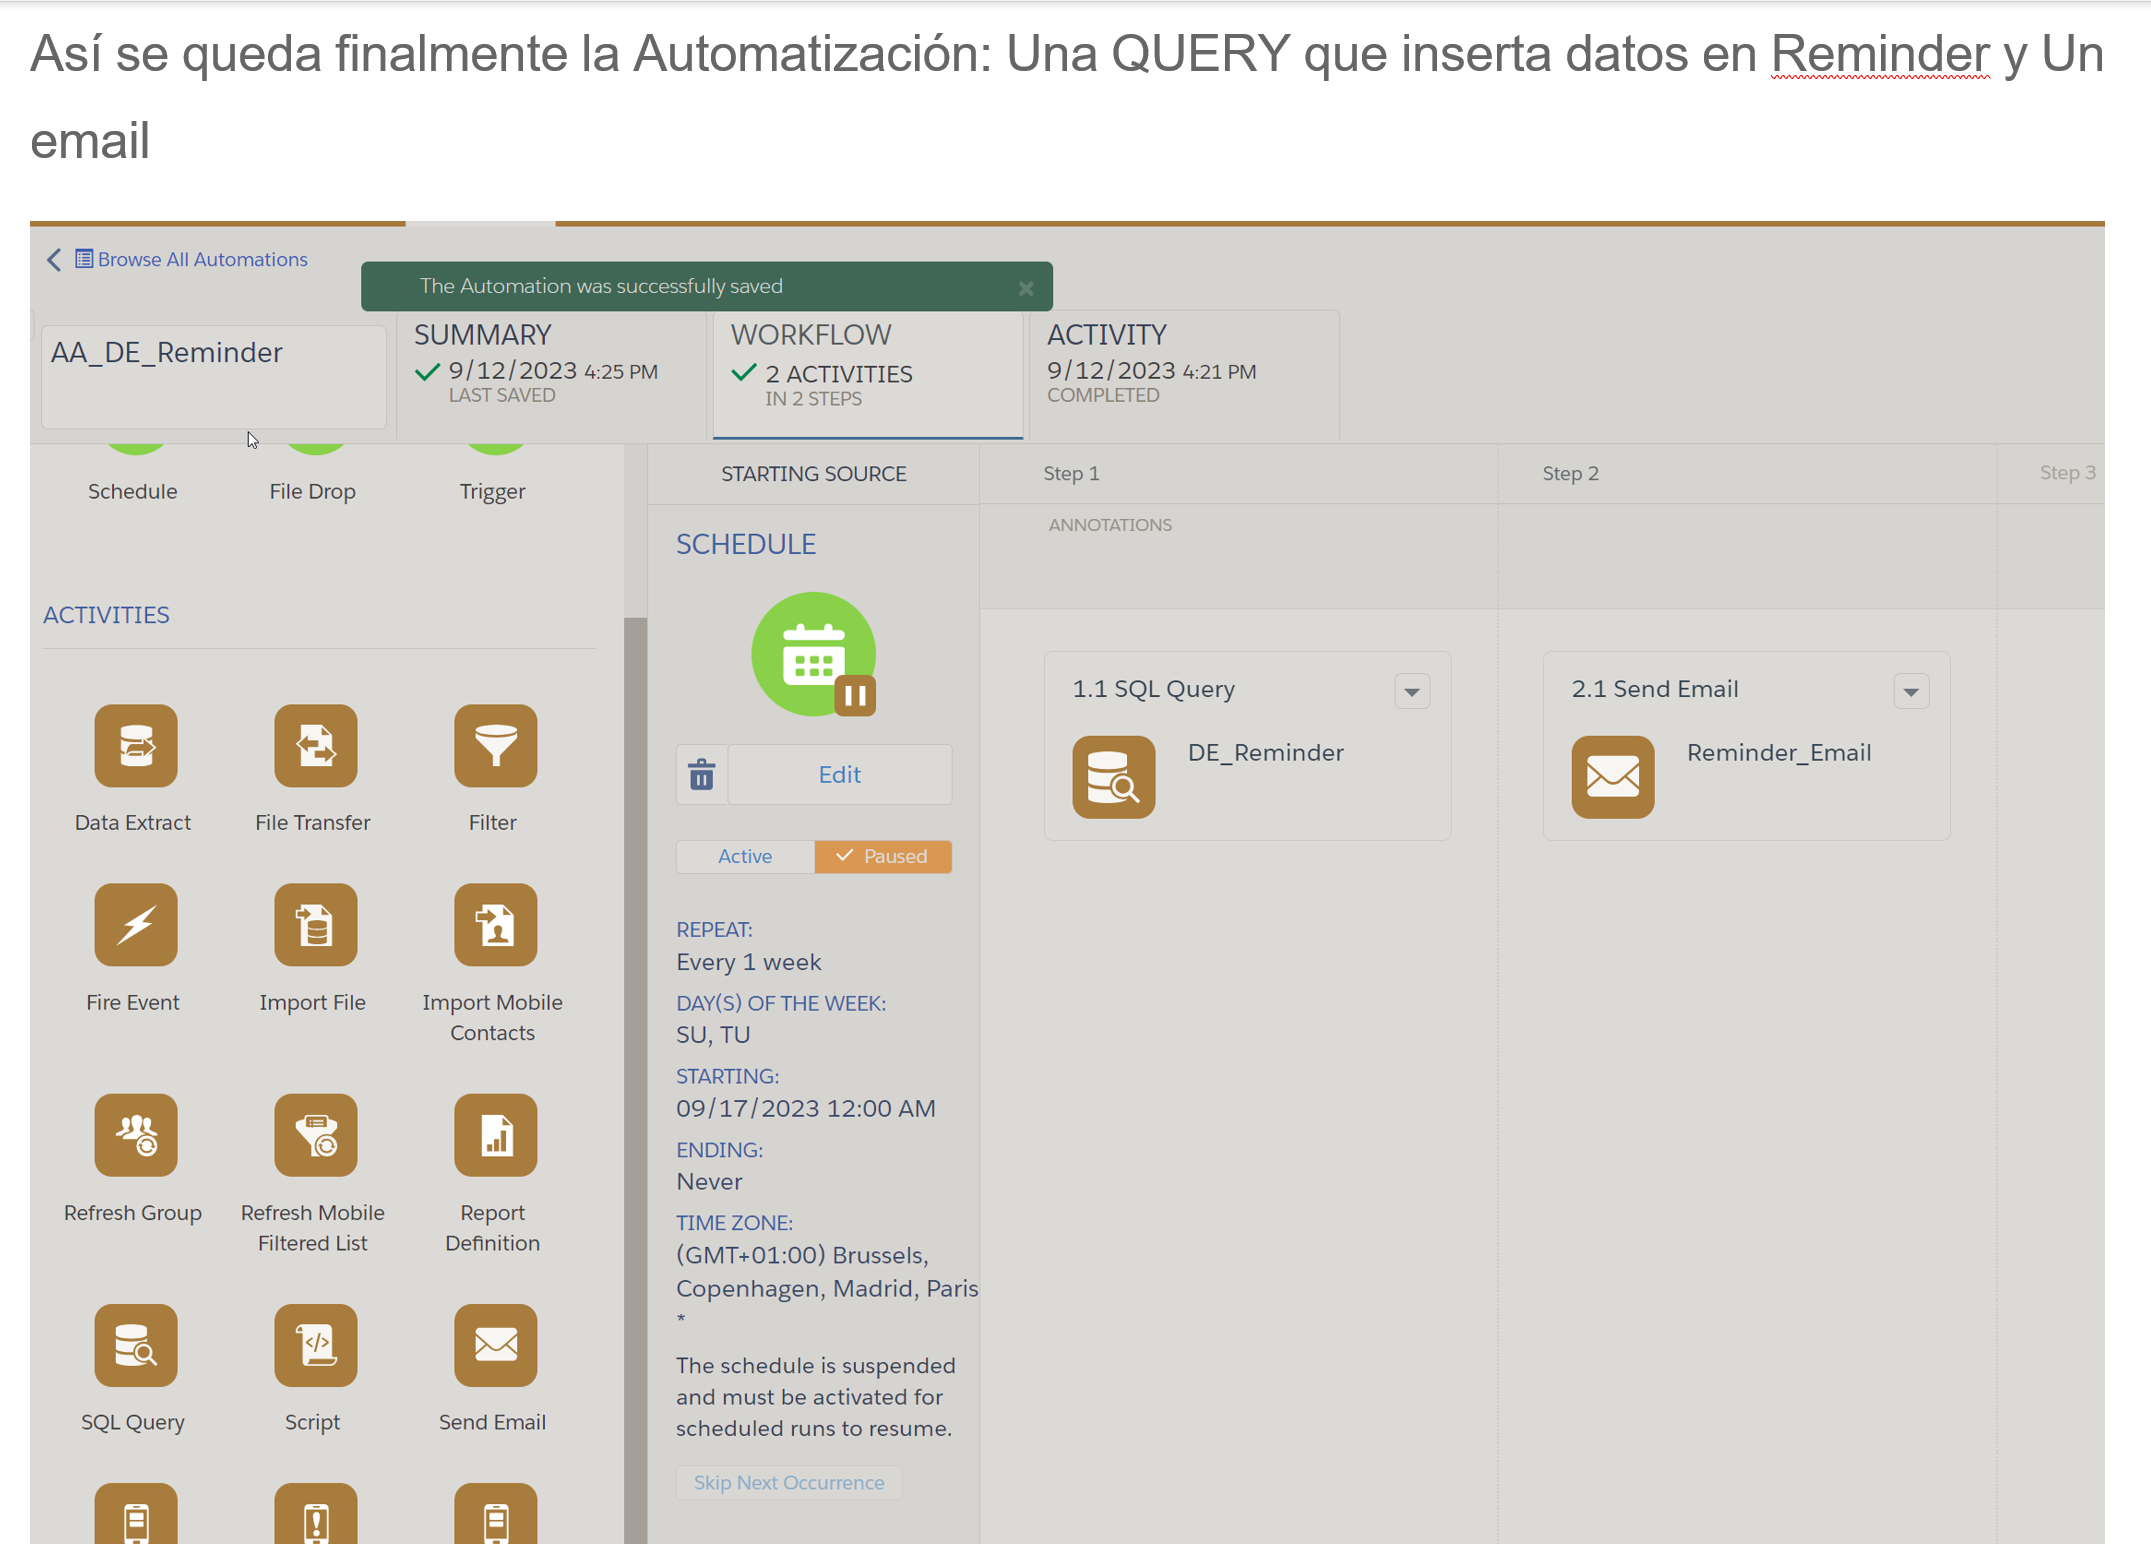 Así se queda finalmente la Automatización: Una QUERY que inserta datos en Reminder y Un
email
Browse All Automations
The Automation was successfully saved
AA_DE_Reminder
SUMMARY
9/12/2023 4:25 PM
LAST SAVED
WORKFLOW
2 ACTIVITIES
IN 2 STEPS
ACTIVITY
9/12/2023 4:21 PM
COMPLETED
Schedule
File Drop
Trigger
ACTIVITIES
Data Extract
File Transfer
Filter
Fire Event
Import File
Import Mobile
Contacts
Refresh Group
Refresh Mobile
Filtered List
Report
Definition
SQL Query
Script
Send Email
STARTING SOURCE
SCHEDULE
Edit
Active
Paused
REPEAT:
Every 1 week
DAY(S) OF THE WEEK:
SU, TU
STARTING:
09/17/2023 12:00 AM
ENDING:
Never
TIME ZONE:
(GMT+01:00) Brussels,
Copenhagen, Madrid, Paris
*
The schedule is suspended
and must be activated for
scheduled runs to resume.
Skip Next Occurrence
Step 1
Step 2
Step 3
ANNOTATIONS
1.1 SQL Query
DE_Reminder
2.1 Send Email
Reminder_Email